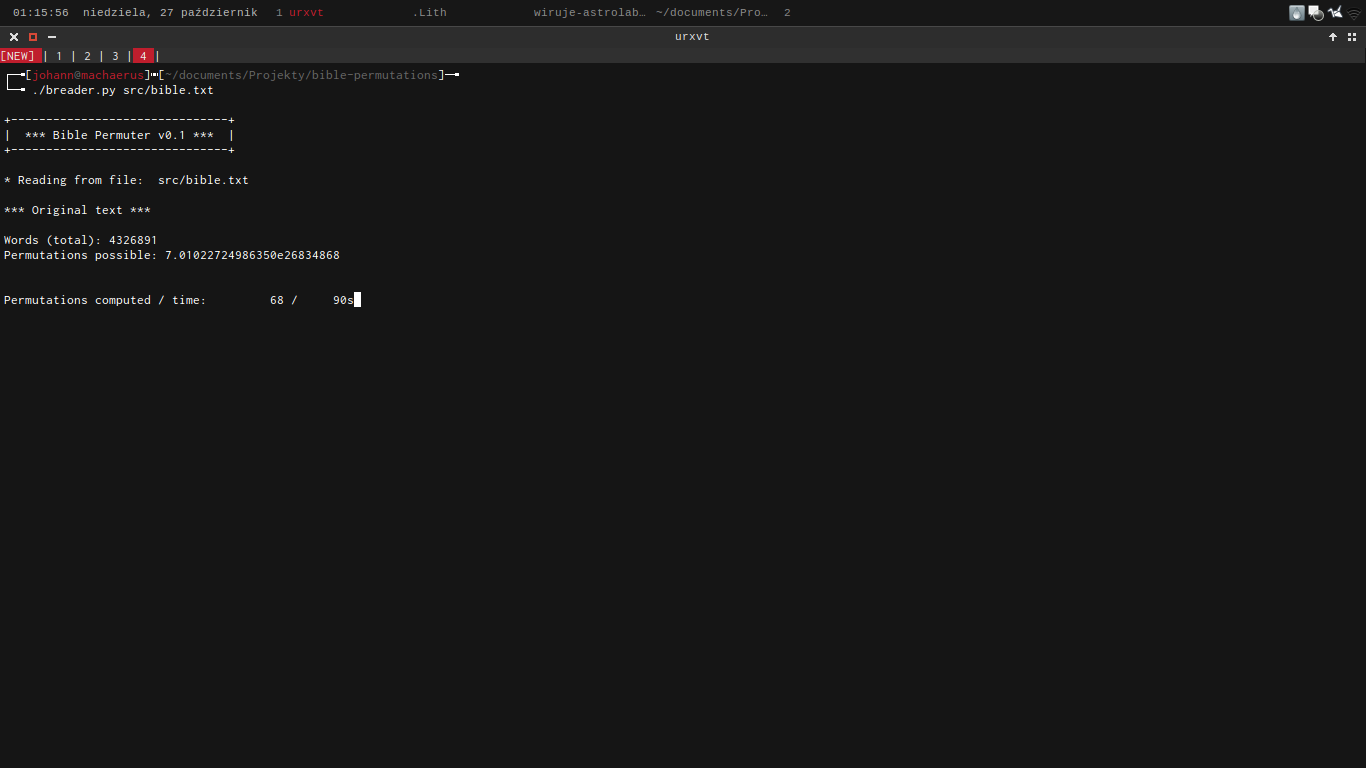 01:15:56 niedziela, 27 październik 1 urxvt .Lith wiruje-astrolab… ~/documents/Pro… 2
urxvt
[NEW] | 1 | 2 | 3 | 4 |
[johann@machaerus] [~/documents/Projekty/bible-permutations]
./breader.py src/bible.txt
+-------------------------------+
| *** Bible Permuter v0.1 *** |
+-------------------------------+
* Reading from file: src/bible.txt
*** Original text ***
Words (total): 4326891
Permutations possible: 7.01022724986350e26834868
Permutations computed / time: 68 / 90s